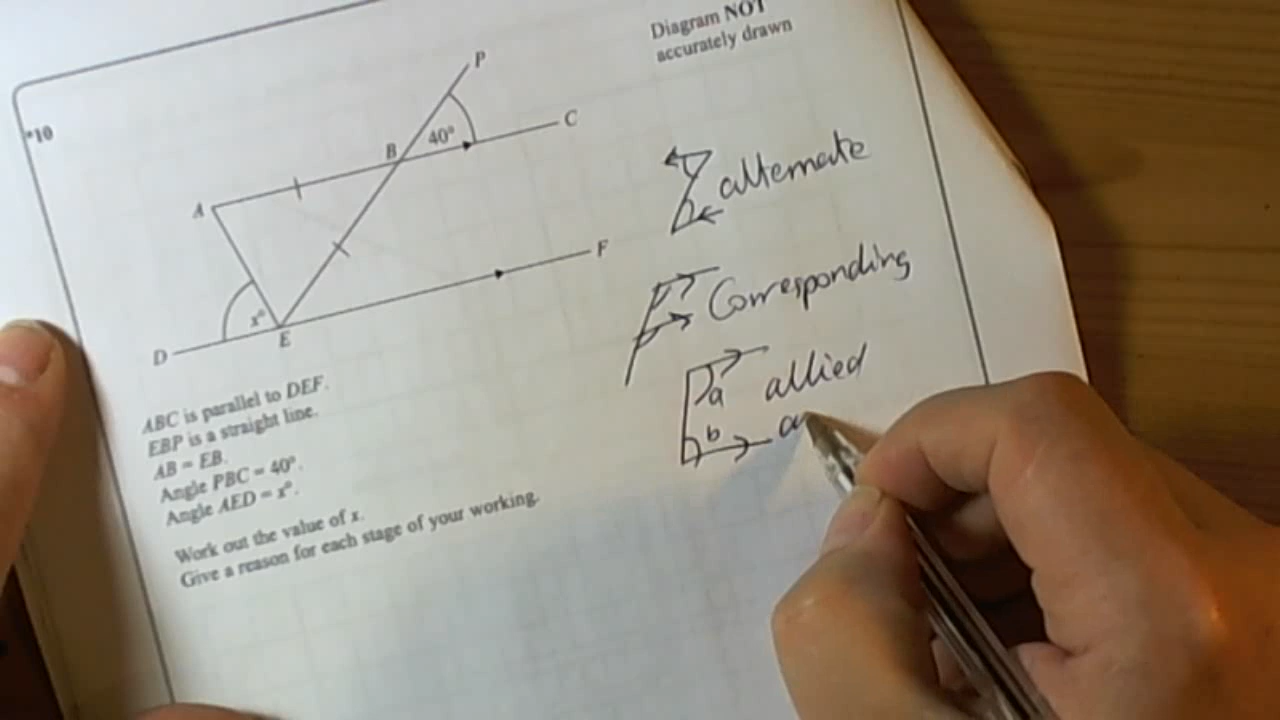 Diagram NOT
accurately drawn
*10
P
B
40°
C
A
F
x°
D
E
alternate
Corresponding
a allied
b
ABC is parallel to DEF.
EBP is a straight line.
AB = EB.
Angle PBC = 40°.
Angle AED = x°.
Work out the value of x.
Give a reason for each stage of your working.